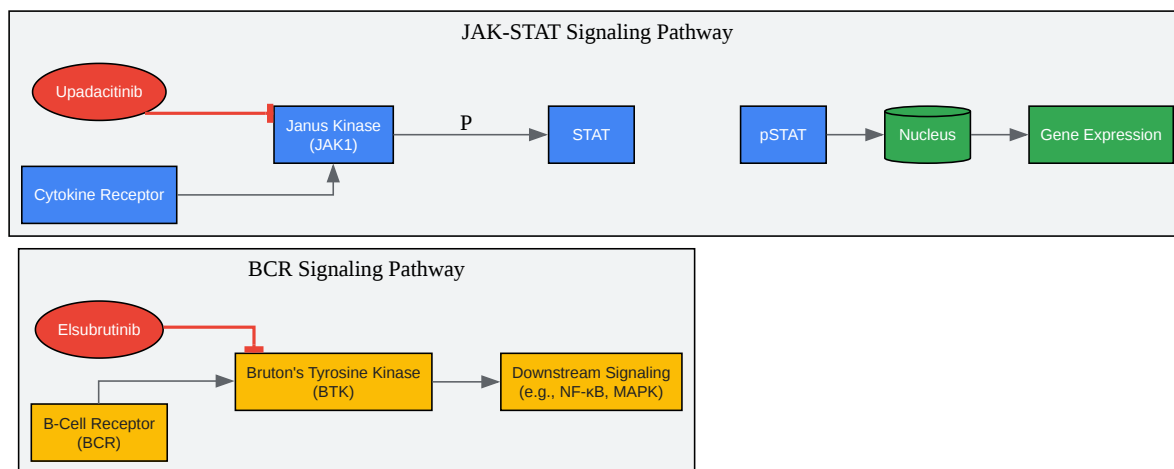 JAK-STAT Signaling Pathway
Upadacitinib
Janus Kinase
(JAK1)
P
STAT
pSTAT
Nucleus
Gene Expression
Cytokine Receptor
BCR Signaling Pathway
Elsubrutinib
Bruton's Tyrosine Kinase
(BTK)
Downstream Signaling
(e.g., NF-κB, MAPK)
B-Cell Receptor
(BCR)